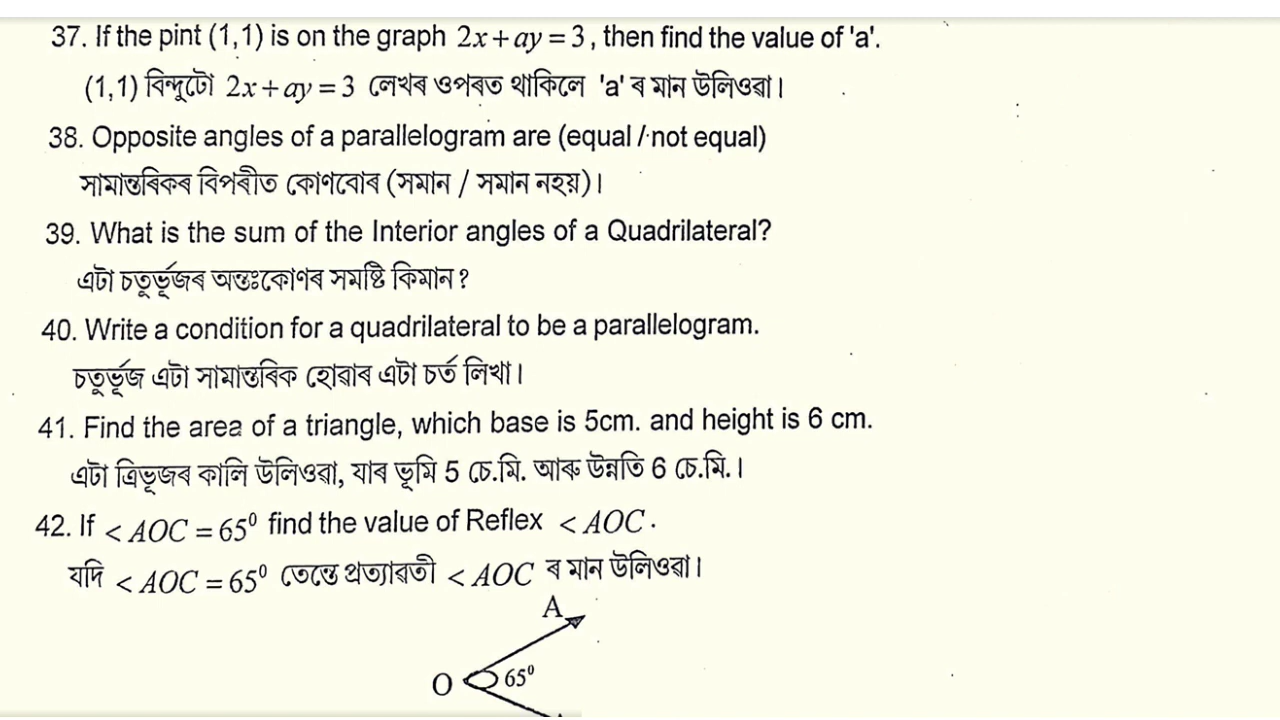 37. If the pint (1,1) is on the graph 2x+ay=3, then find the value of 'a'.
(1,1) বিন্দুটো 2x+ay=3 লেখৰ ওপৰত থাকিলে 'a' ৰ মান উলিওৱা।
38. Opposite angles of a parallelogram are (equal / not equal)
সামান্তৰিকৰ বিপৰীত কোণবোৰ (সমান / সমান নহয়)।
39. What is the sum of the Interior angles of a Quadrilateral?
এটা চতুৰ্ভূজৰ অন্তঃকোণৰ সমষ্টি কিমান?
40. Write a condition for a quadrilateral to be a parallelogram.
চতুৰ্ভূজ এটা সামান্তৰিক হোৱাৰ এটা চৰ্ত লিখা।
41. Find the area of a triangle, which base is 5cm. and height is 6 cm.
এটা ত্ৰিভূজৰ কালি উলিওৱা, যাৰ ভূমি 5 চে.মি. আৰু উন্নতি 6 চে.মি.।
42. If <AOC=65⁰ find the value of Reflex <AOC.
যদি <AOC=65⁰ তেন্তে প্ৰত্যাৱতী <AOC ৰ মান উলিওৱা।
A
O 65⁰